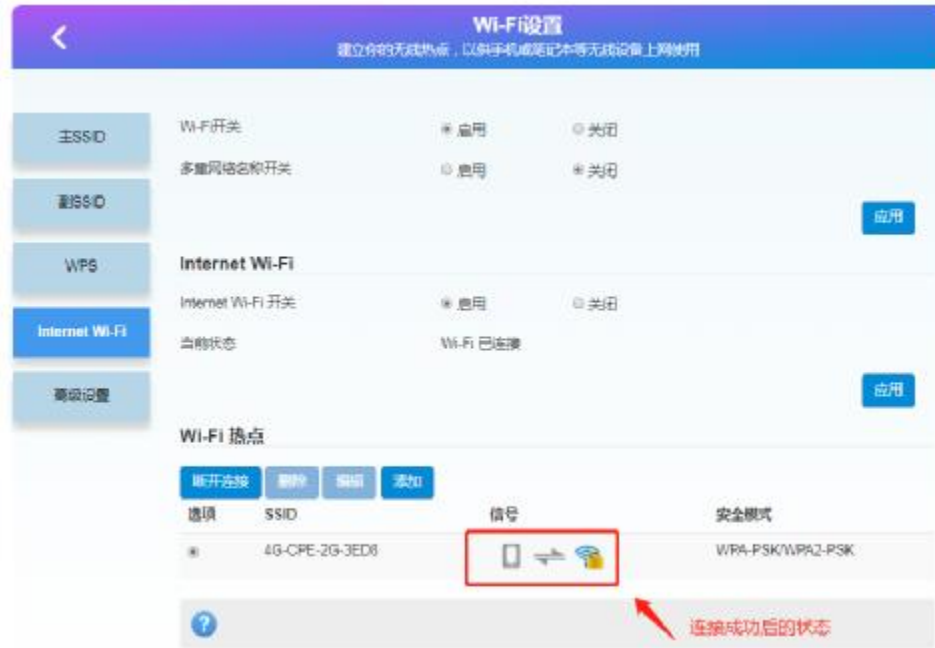 Wi-Fi设置
建立你的无线热点，以供手机或笔记本等无线设备上网使用
主SSID
Wi-Fi开关 启用 关闭
多重网络名称开关 启用 关闭
副SSID
应用
WPS
Internet Wi-Fi
Internet Wi-Fi 开关 启用 关闭
Internet Wi-Fi
当前状态 Wi-Fi 已连接
高级设置
应用
Wi-Fi 热点
断开连接 删除 编辑 添加
选项 SSID 信号 安全模式
4G-CPE-2G-3ED8 WPA-PSK/WPA2-PSK
?
连接成功后的状态